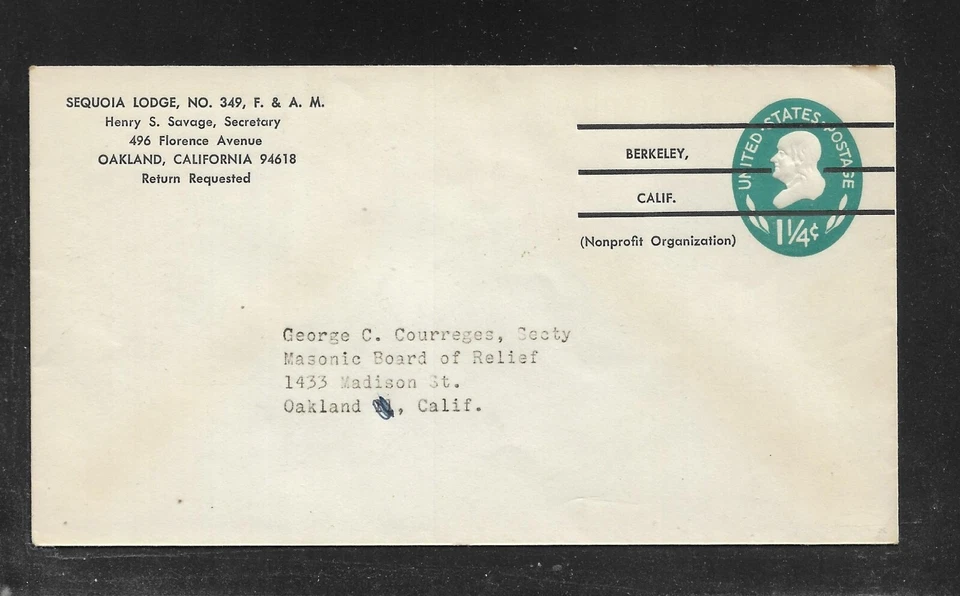 SEQUOIA LODGE, NO. 349, F. & A. M.
Henry S. Savage, Secretary
496 Florence Avenue
OAKLAND, CALIFORNIA 94618
Return Requested
BERKELEY,
CALIF.
(Nonprofit Organization)
UNITED STATES POSTAGE
1¼¢
George C. Courreges, Secty
Masonic Board of Relief
1433 Madison St.
Oakland , Calif.